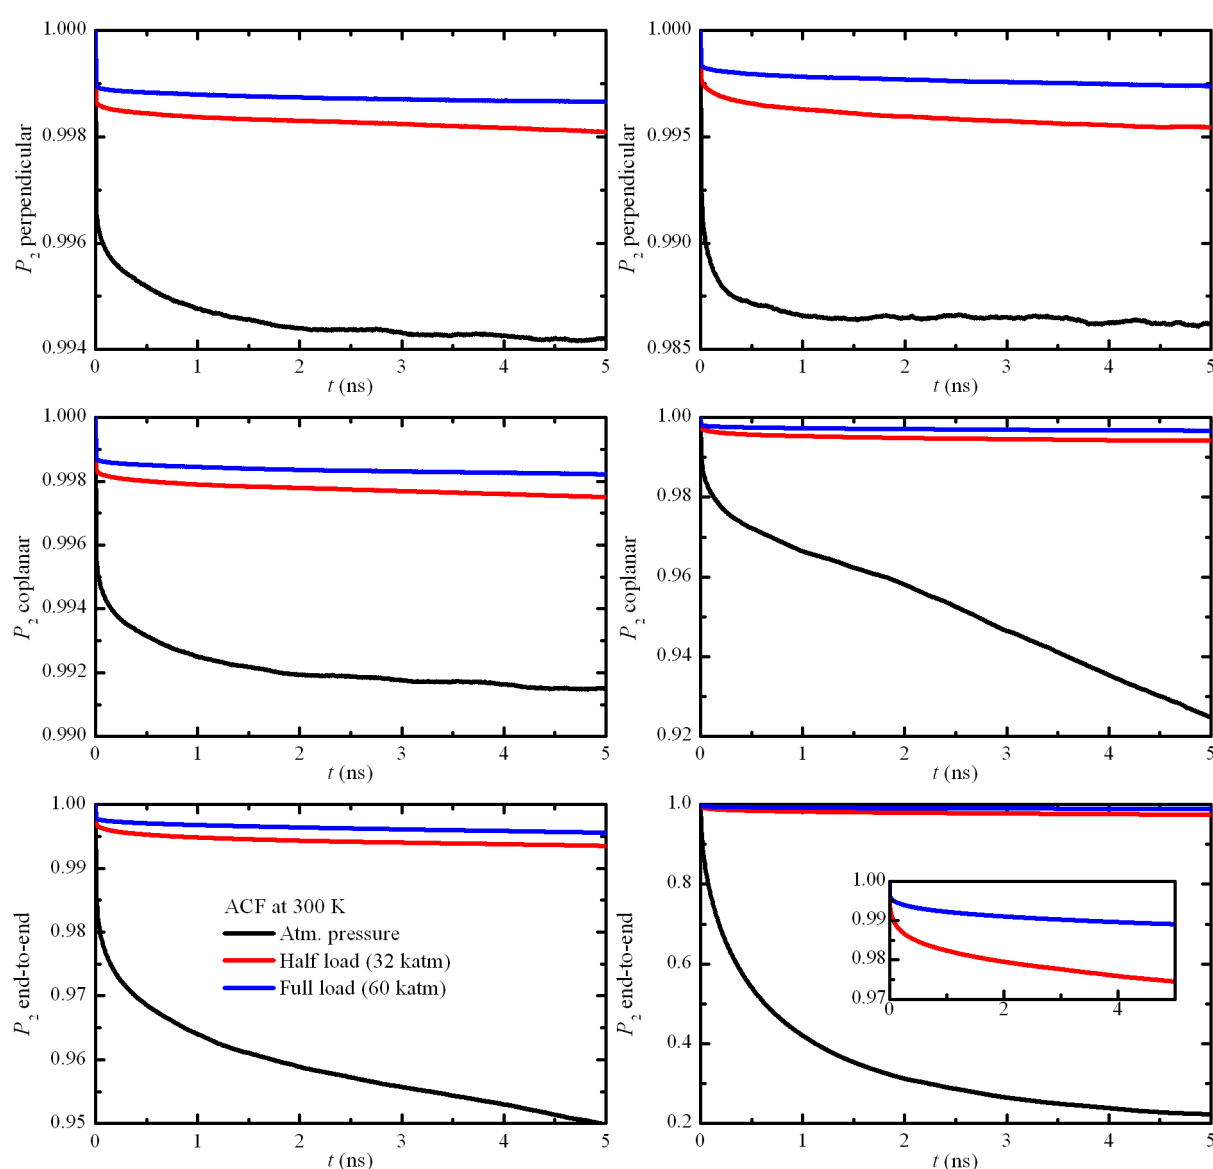 1.000
0.998
0.996
0.994
P2 perpendicular
0 1 2 3 4 5
t (ns)
1.000
0.995
0.990
0.985
P2 perpendicular
0 1 2 3 4 5
t (ns)
1.000
0.998
0.996
0.994
0.992
0.990
P2 coplanar
0 1 2 3 4 5
t (ns)
1.00
0.98
0.96
0.94
0.92
P2 coplanar
0 1 2 3 4 5
t (ns)
1.00
0.99
0.98
0.97
0.96
0.95
P2 end-to-end
ACF at 300 K
Atm. pressure
Half load (32 katm)
Full load (60 katm)
0 1 2 3 4 5
t (ns)
1.0
0.8
0.6
0.4
0.2
P2 end-to-end
1.00
0.99
0.98
0.97
0 2 4
0 1 2 3 4 5
t (ns)